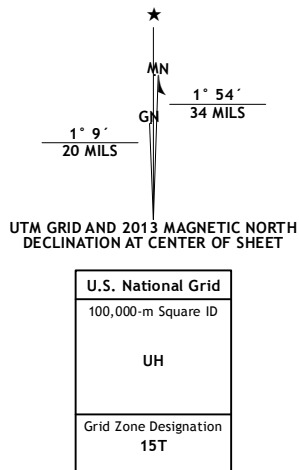 MN
GN
1° 54´
34 MILS
1° 9´
20 MILS
UTM GRID AND 2013 MAGNETIC NORTH
DECLINATION AT CENTER OF SHEET
U.S. National Grid
100,000-m Square ID
UH
Grid Zone Designation
15T